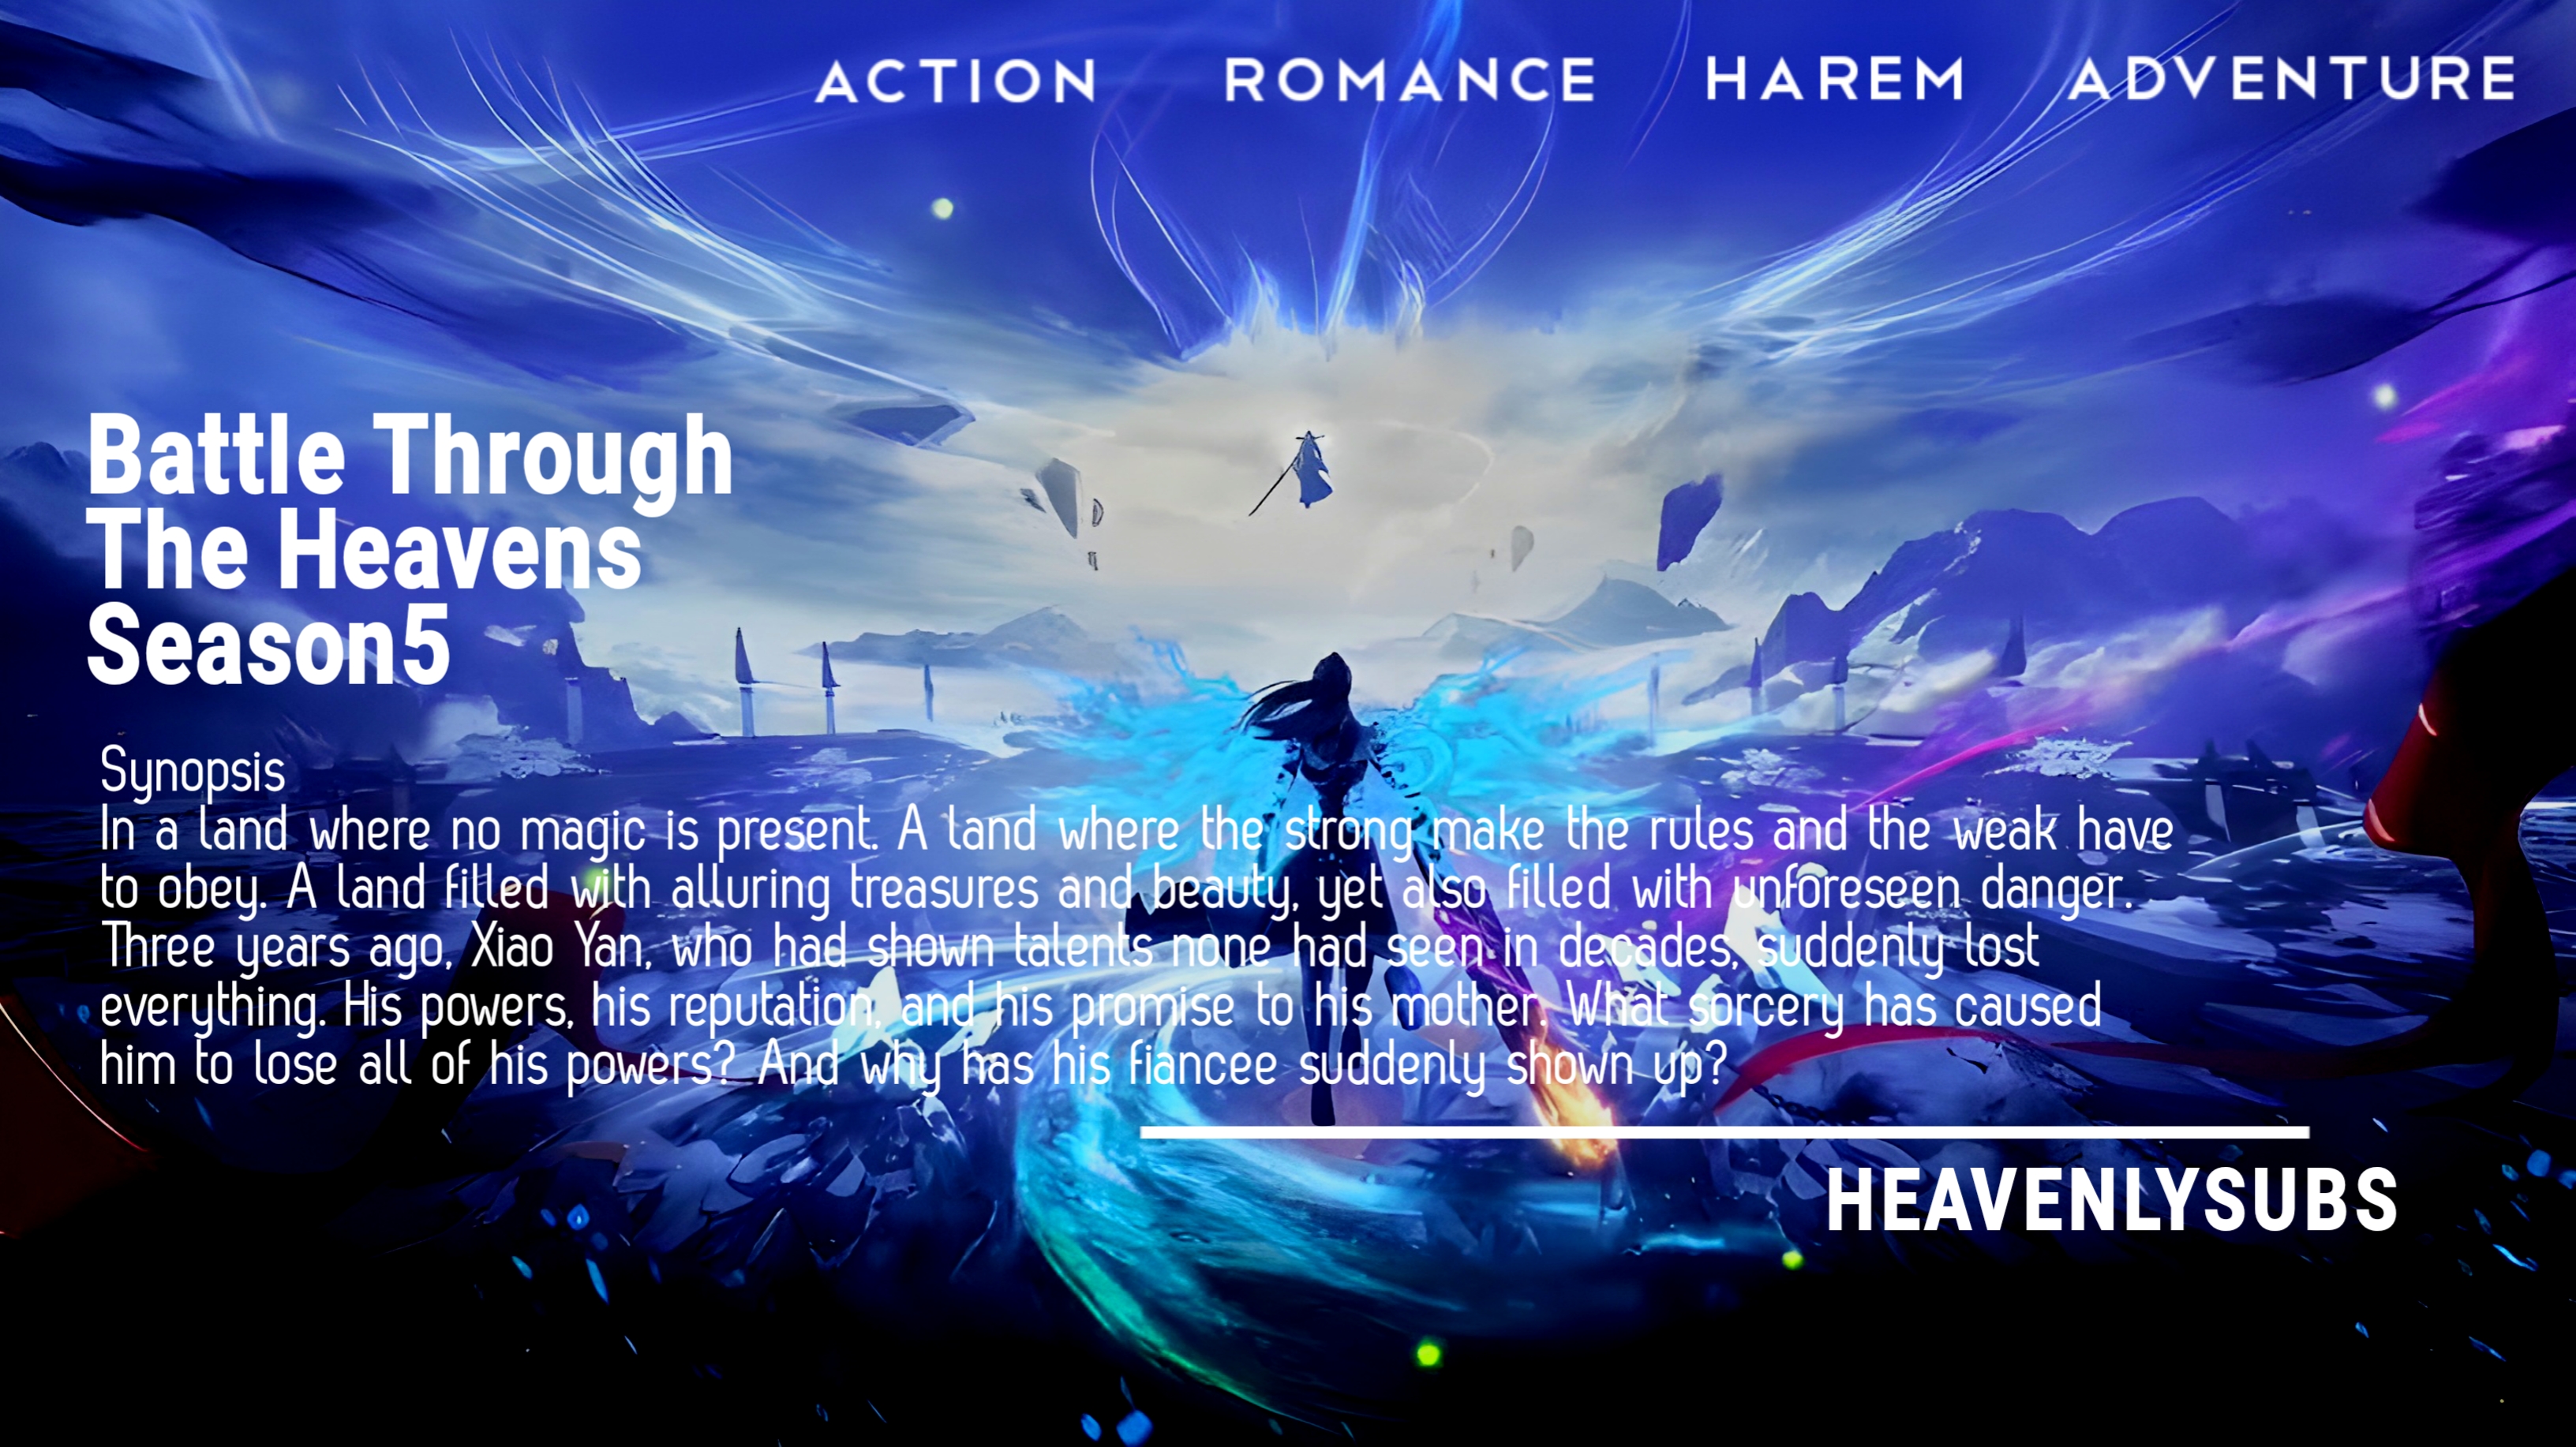 ACTION ROMANCE HAREM ADVENTURE
Battle Through
The Heavens
Season5
Synopsis
In a land where no magic is present. A land where the strong make the rules and the weak have
to obey. A land filled with alluring treasures and beauty, yet also filled with unforeseen danger.
Three years ago, Xiao Yan, who had shown talents none had seen in decades, suddenly lost
everything. His powers, his reputation, and his promise to his mother. What sorcery has caused
him to lose all of his powers? And why has his fiancee suddenly shown up?
HEAVENLYSUBS